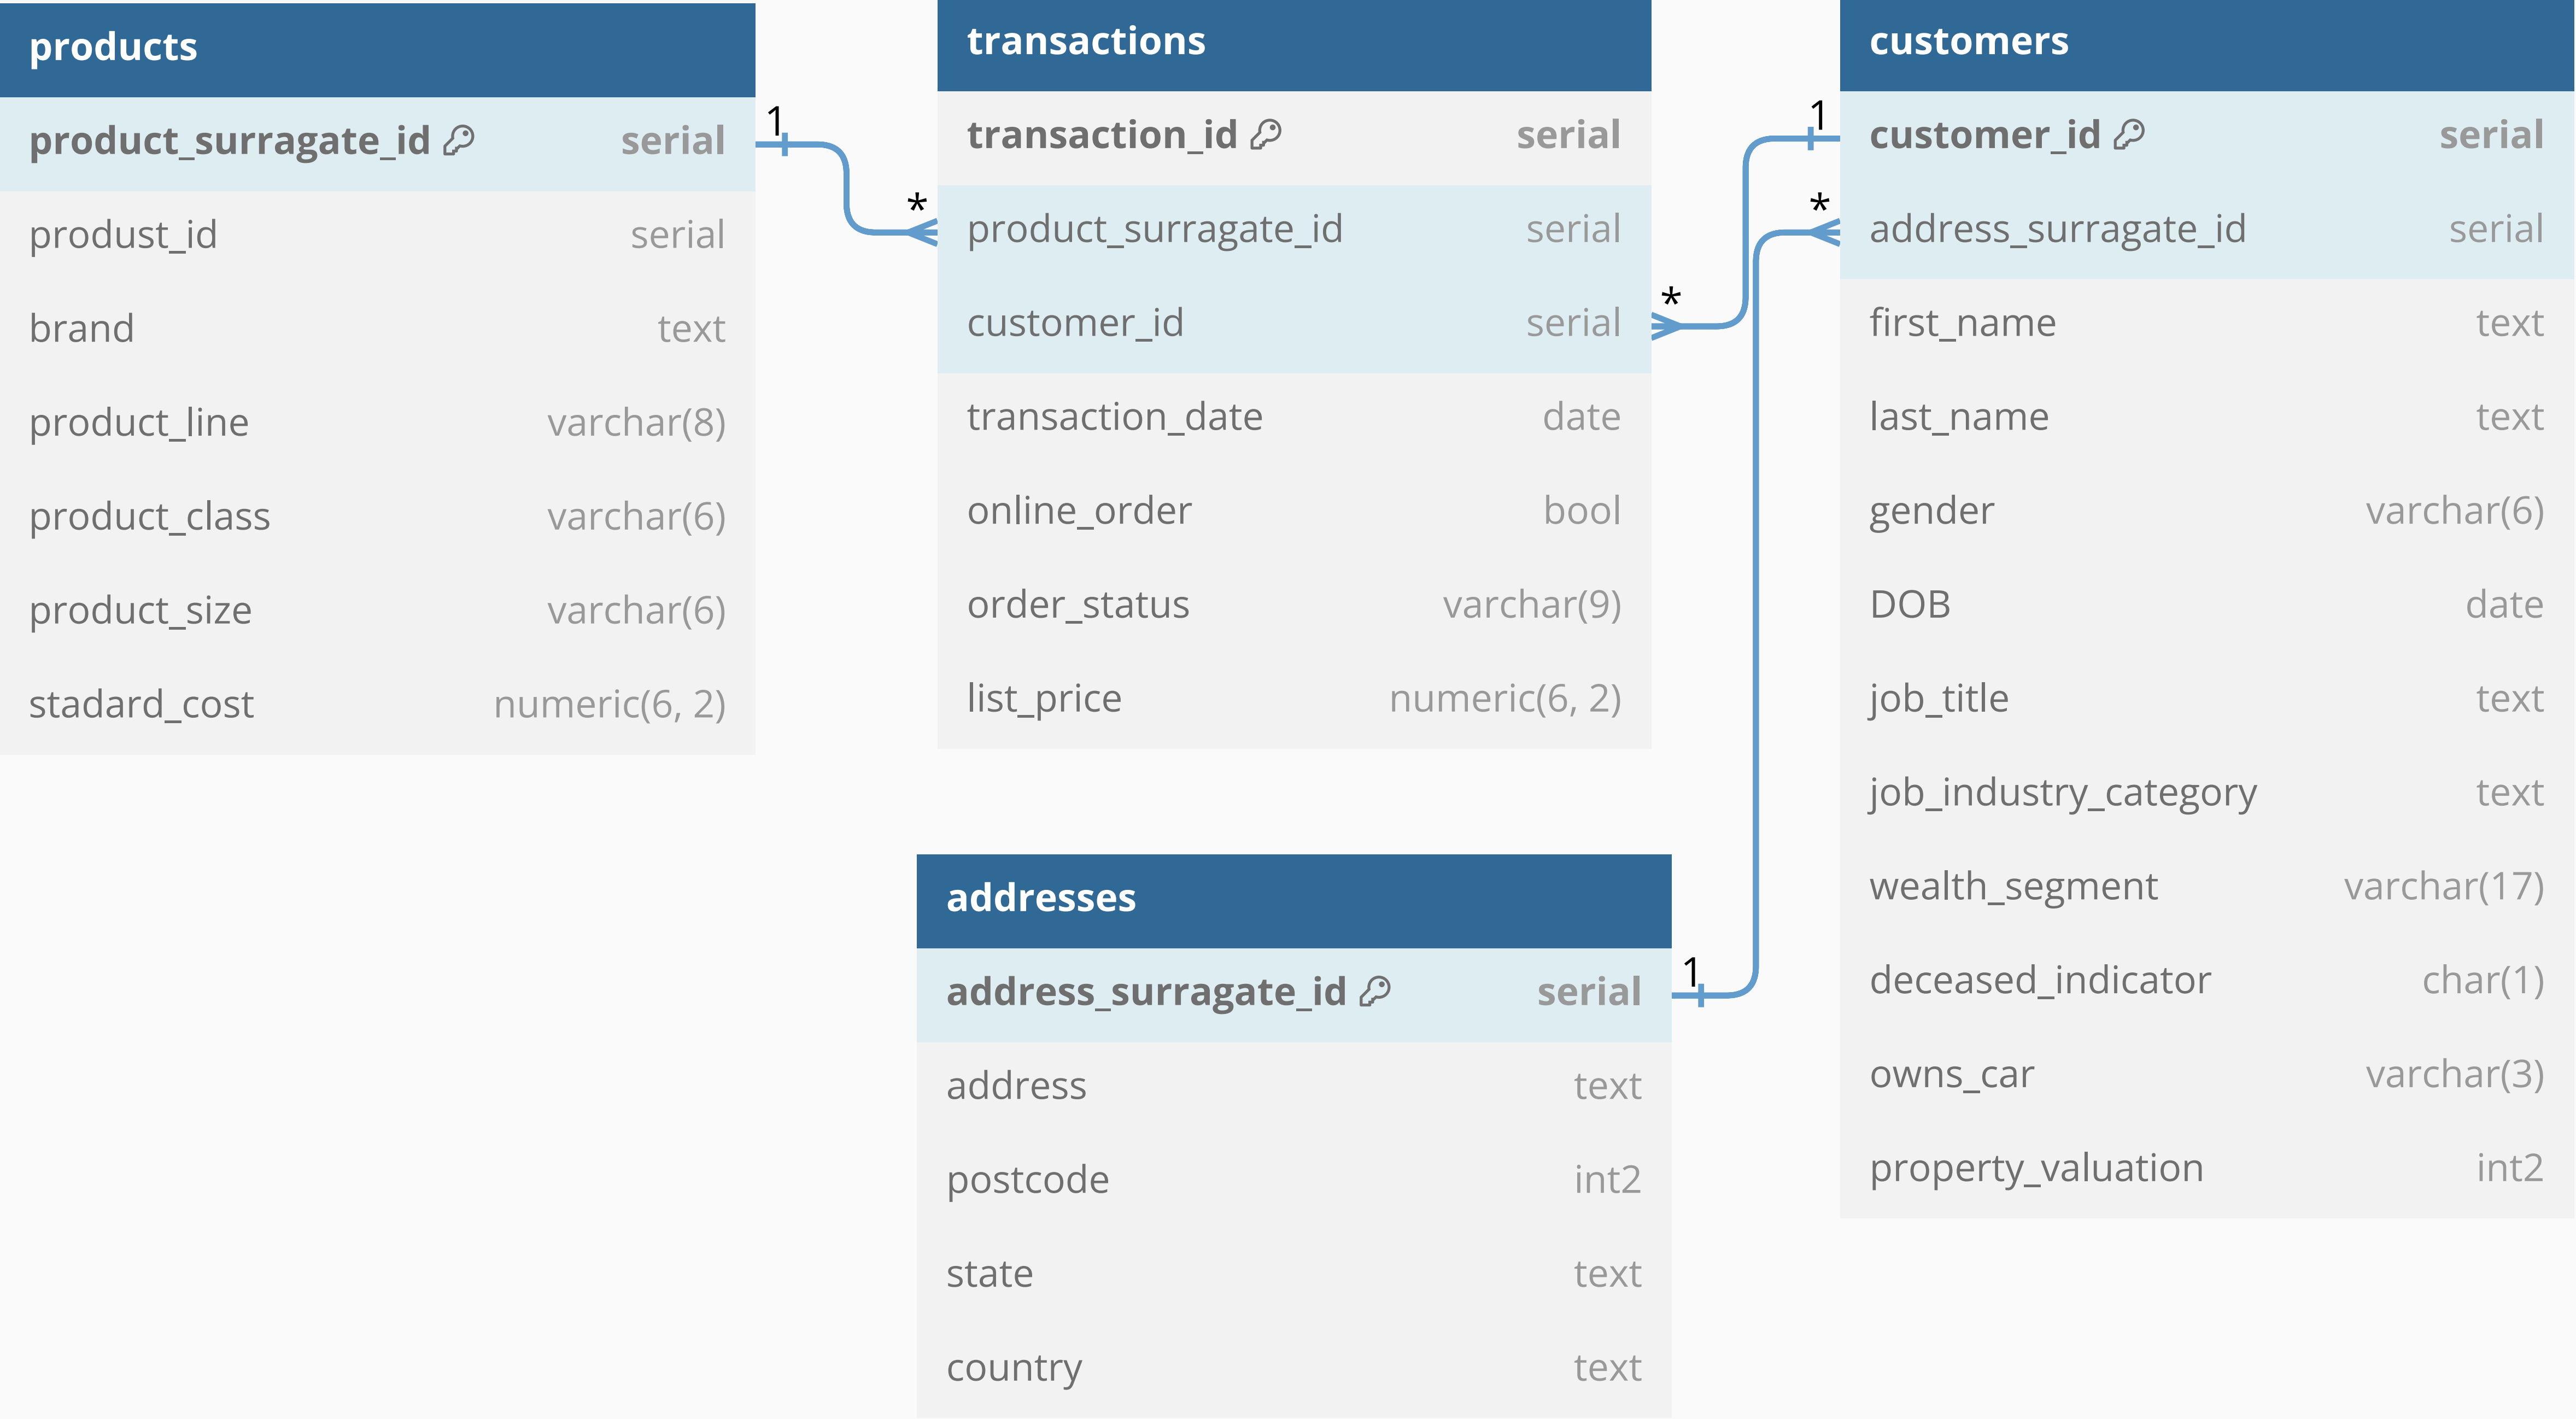 products
product_surragate_id serial
produst_id serial
brand text
product_line varchar(8)
product_class varchar(6)
product_size varchar(6)
stadard_cost numeric(6, 2)
1
*
transactions
transaction_id serial
product_surragate_id serial
customer_id serial
transaction_date date
online_order bool
order_status varchar(9)
list_price numeric(6, 2)
*
1
*
customers
customer_id serial
address_surragate_id serial
first_name text
last_name text
gender varchar(6)
DOB date
job_title text
job_industry_category text
wealth_segment varchar(17)
deceased_indicator char(1)
owns_car varchar(3)
property_valuation int2
addresses
address_surragate_id serial
address text
postcode int2
state text
country text
1